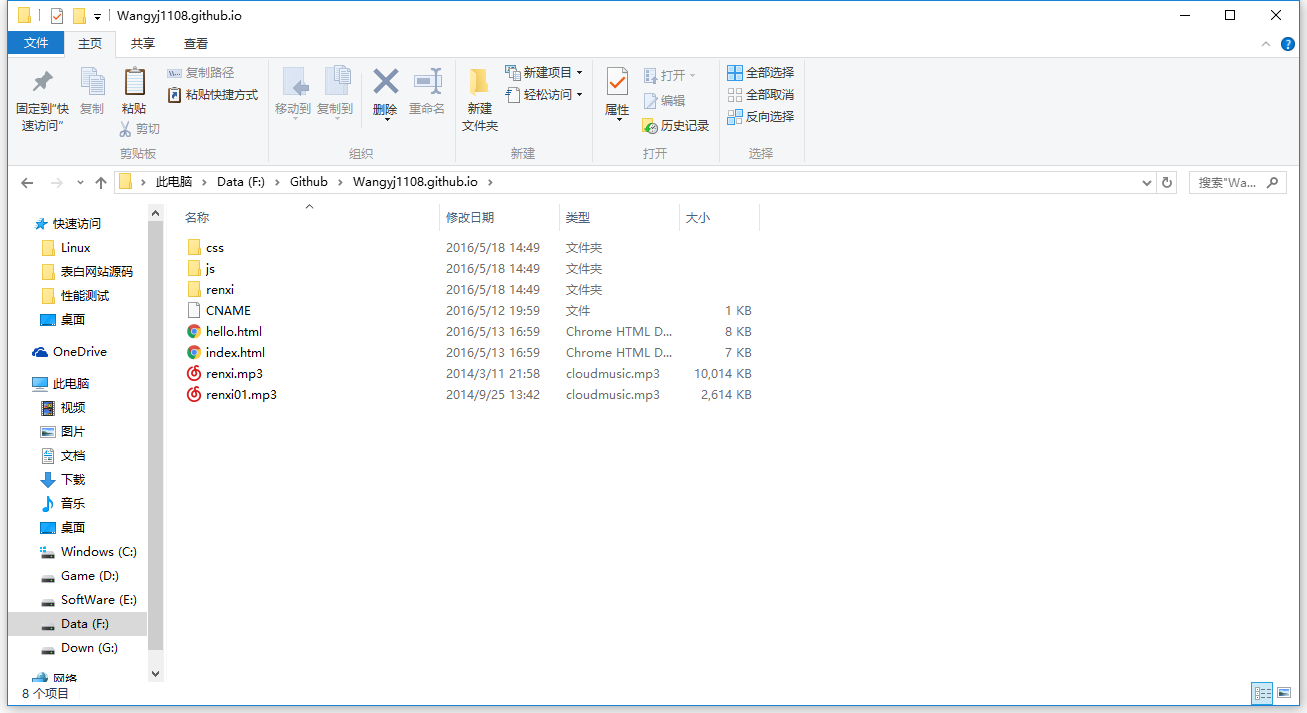 Wangyj1108.github.io
文件 主页 共享 查看
固定到"快速访问"
复制
粘贴
复制路径
粘贴快捷方式
剪切
剪贴板
移动到
复制到
删除
重命名
组织
新建文件夹
新建项目
轻松访问
新建
属性
打开
编辑
历史记录
打开
全部选择
全部取消
反向选择
选择
此电脑 Data (F:) Github Wangyj1108.github.io
搜索"Wa...
快速访问
Linux
表白网站源码
性能测试
桌面
OneDrive
此电脑
视频
图片
文档
下载
音乐
桌面
Windows (C:)
Game (D:)
SoftWare (E:)
Data (F:)
Down (G:)
网络
名称 修改日期 类型 大小
css 2016/5/18 14:49 文件夹
js 2016/5/18 14:49 文件夹
renxi 2016/5/18 14:49 文件夹
CNAME 2016/5/12 19:59 文件 1 KB
hello.html 2016/5/13 16:59 Chrome HTML D... 8 KB
index.html 2016/5/13 16:59 Chrome HTML D... 7 KB
renxi.mp3 2014/3/11 21:58 cloudmusic.mp3 10,014 KB
renxi01.mp3 2014/9/25 13:42 cloudmusic.mp3 2,614 KB
8 个项目